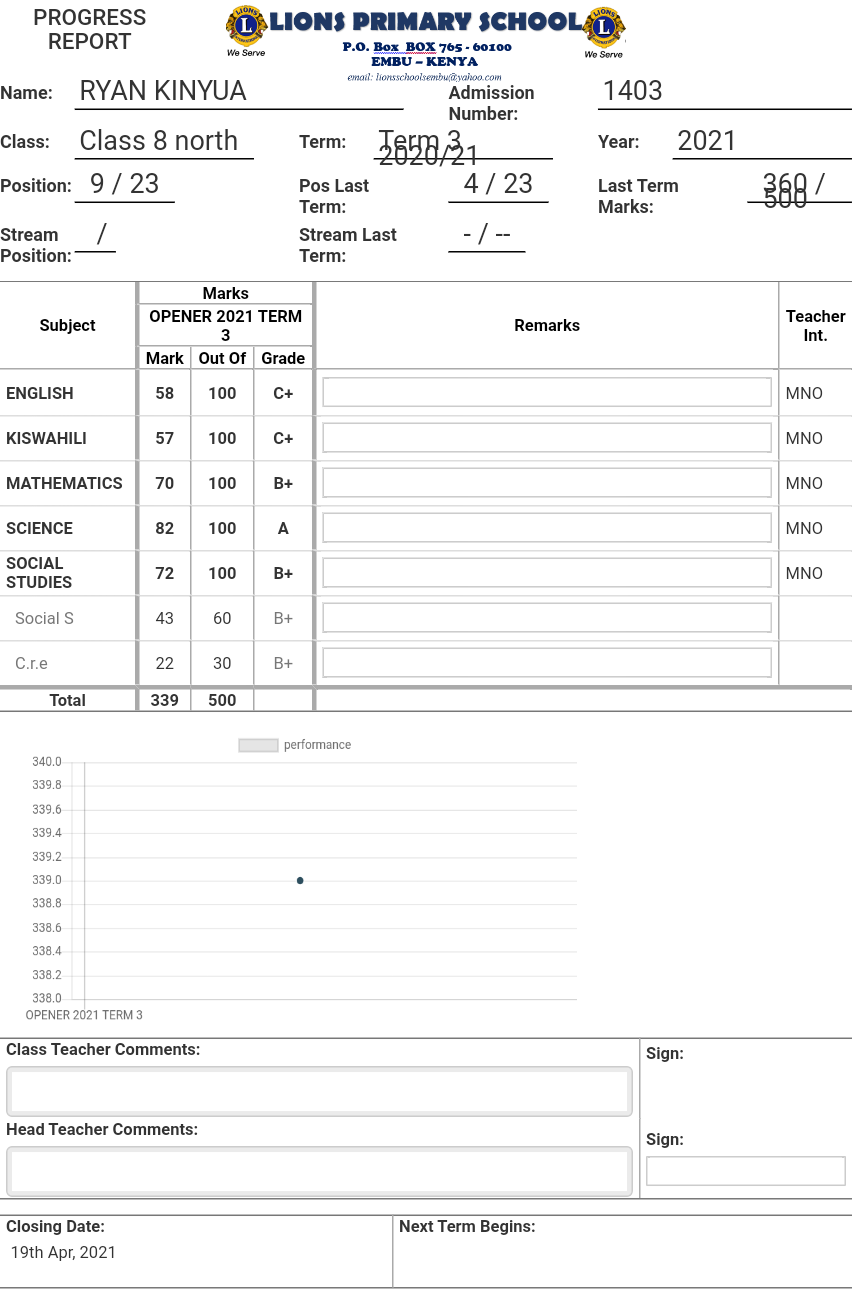 PROGRESS
REPORT
LIONS PRIMARY SCHOOL
We Serve
P.O. Box BOX 765 - 60100
EMBU – KENYA
We Serve
email: lionsschoolsembu@yahoo.com
Name: RYAN KINYUA Admission Number: 1403
Class: Class 8 north Term: Term 3 2020/21 Year: 2021
Position: 9 / 23 Pos Last Term: 4 / 23 Last Term Marks: 360 / 500
Stream Position: / Stream Last Term: - / --
Subject Marks Remarks Teacher Int.
OPENER 2021 TERM 3
Mark Out Of Grade
ENGLISH 58 100 C+ MNO
KISWAHILI 57 100 C+ MNO
MATHEMATICS 70 100 B+ MNO
SCIENCE 82 100 A MNO
SOCIAL STUDIES 72 100 B+ MNO
Social S 43 60 B+
C.r.e 22 30 B+
Total 339 500
performance
340.0
339.8
339.6
339.4
339.2
339.0
338.8
338.6
338.4
338.2
338.0
OPENER 2021 TERM 3
Class Teacher Comments: Sign:
Head Teacher Comments: Sign:
Closing Date: Next Term Begins:
19th Apr, 2021